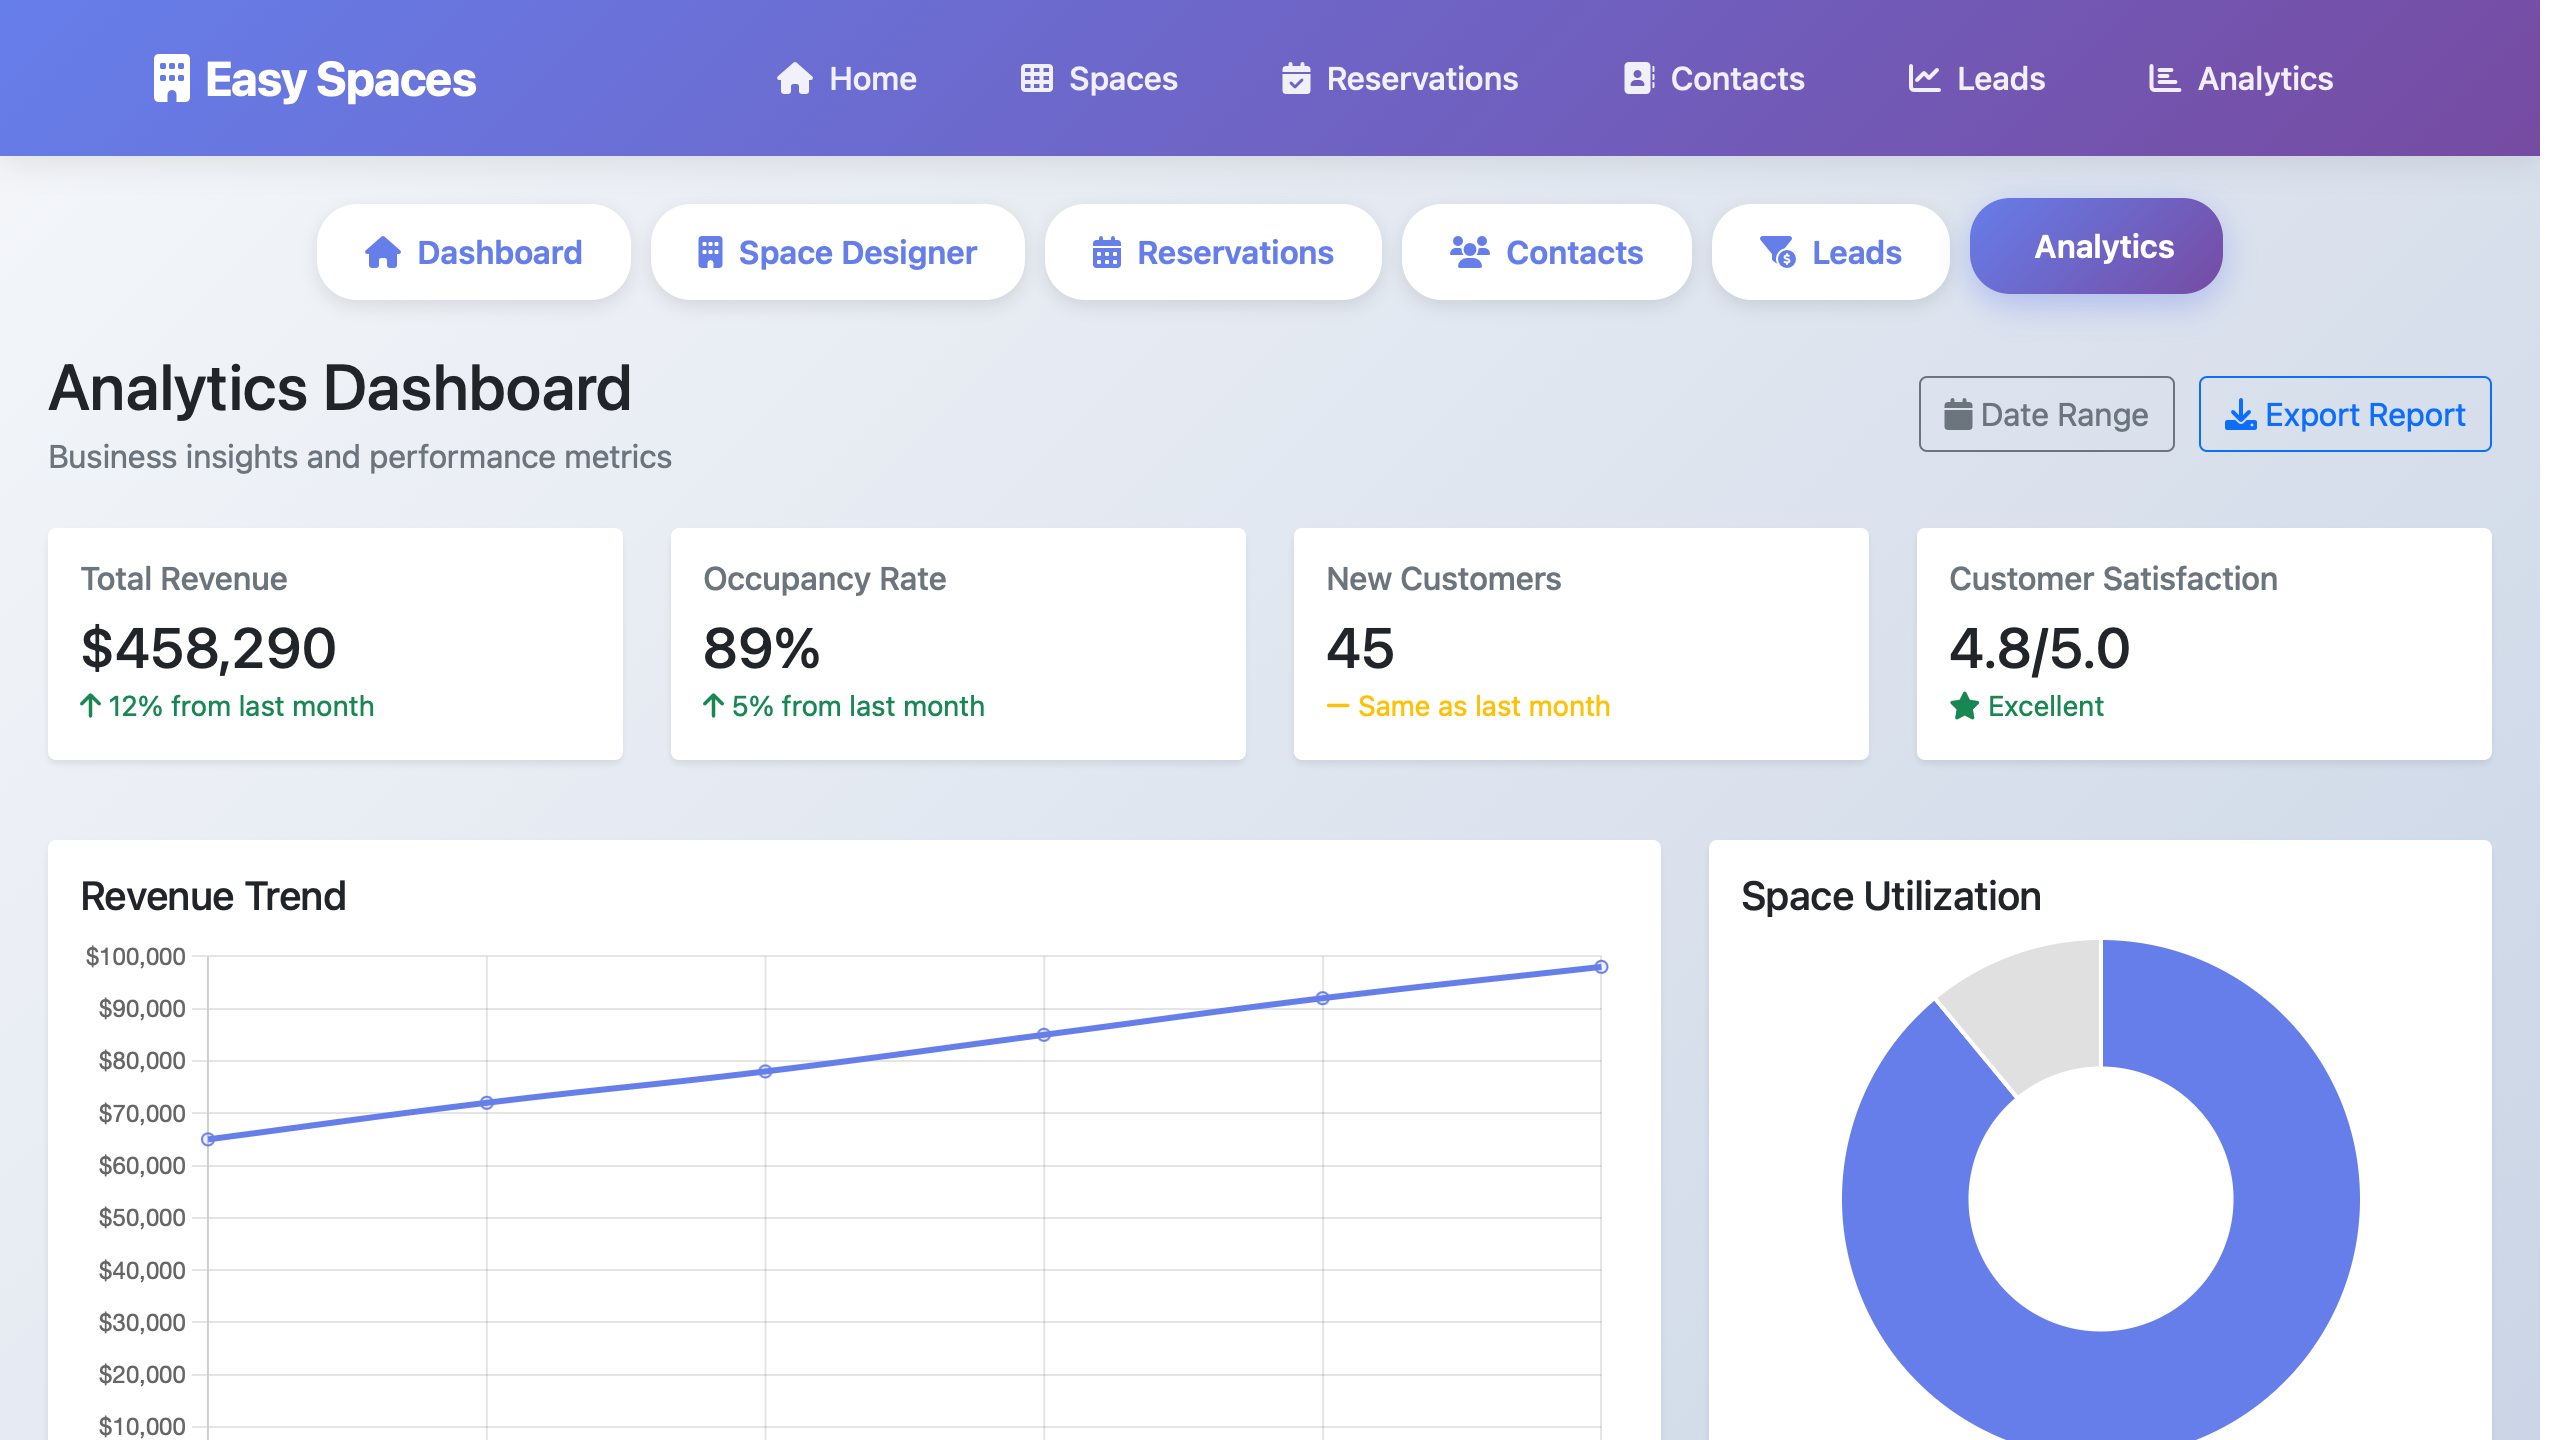 Easy Spaces
Home
Spaces
Reservations
Contacts
Leads
Analytics
Dashboard
Space Designer
Reservations
Contacts
Leads
Analytics
Analytics Dashboard
Business insights and performance metrics
Date Range
Export Report
Total Revenue
$458,290
12% from last month
Occupancy Rate
89%
5% from last month
New Customers
45
Same as last month
Customer Satisfaction
4.8/5.0
Excellent
Revenue Trend
$100,000
$90,000
$80,000
$70,000
$60,000
$50,000
$40,000
$30,000
$20,000
$10,000
Space Utilization